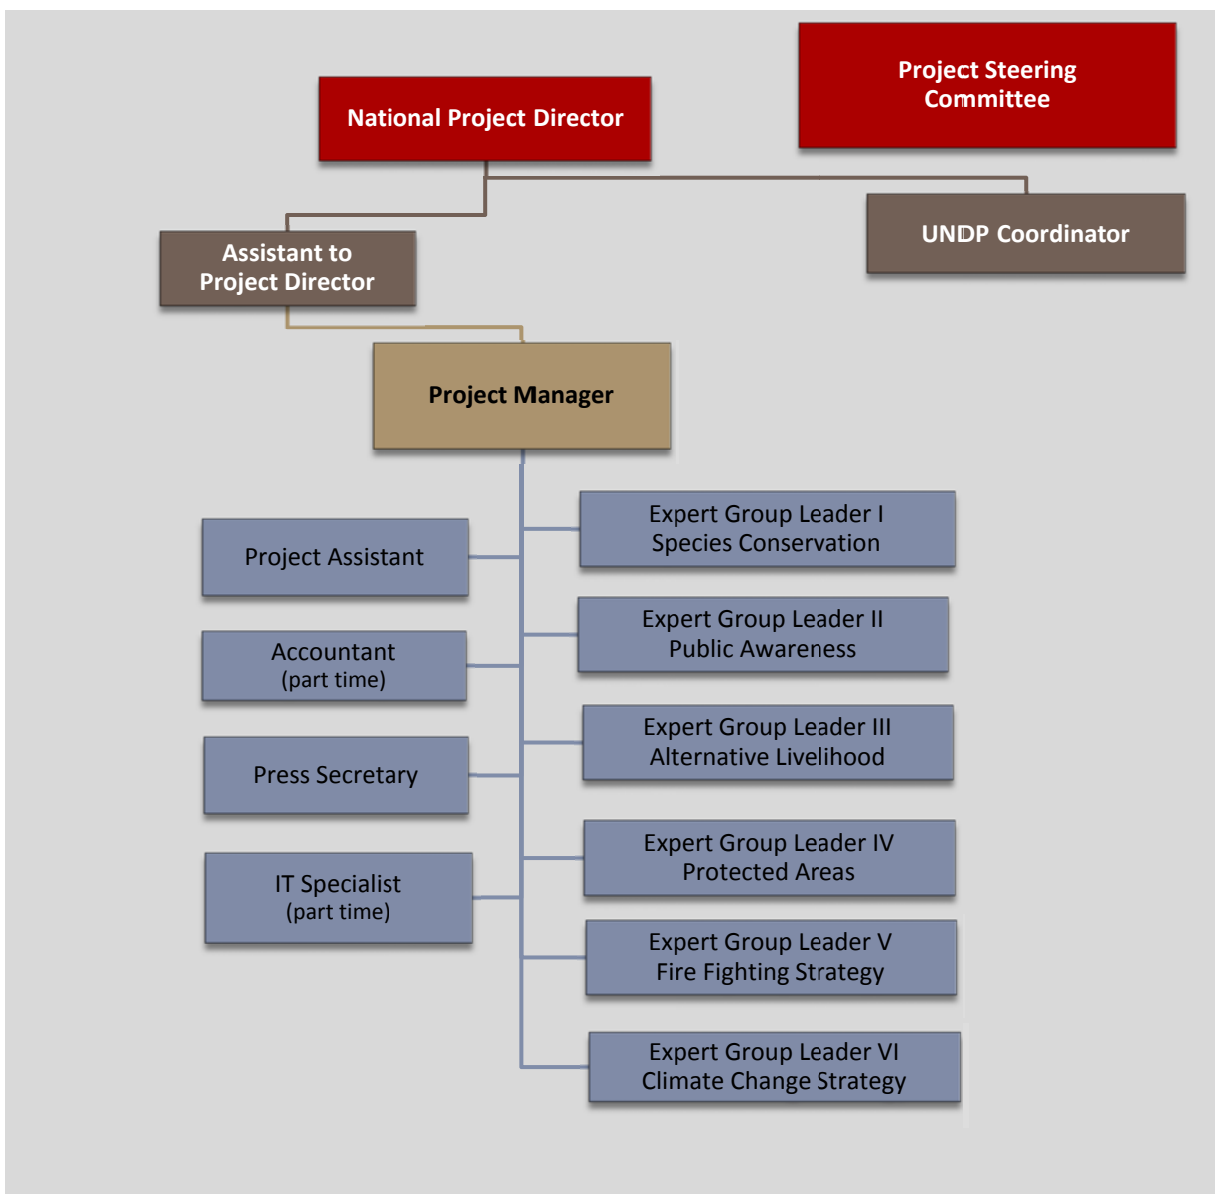 Project Steering
Committee
National Project Director
UNDP Coordinator
Assistant to
Project Director
Project Manager
Project Assistant
Accountant
(part time)
Press Secretary
IT Specialist
(part time)
Expert Group Leader I
Species Conservation
Expert Group Leader II
Public Awareness
Expert Group Leader III
Alternative Livelihood
Expert Group Leader IV
Protected Areas
Expert Group Leader V
Fire Fighting Strategy
Expert Group Leader VI
Climate Change Strategy